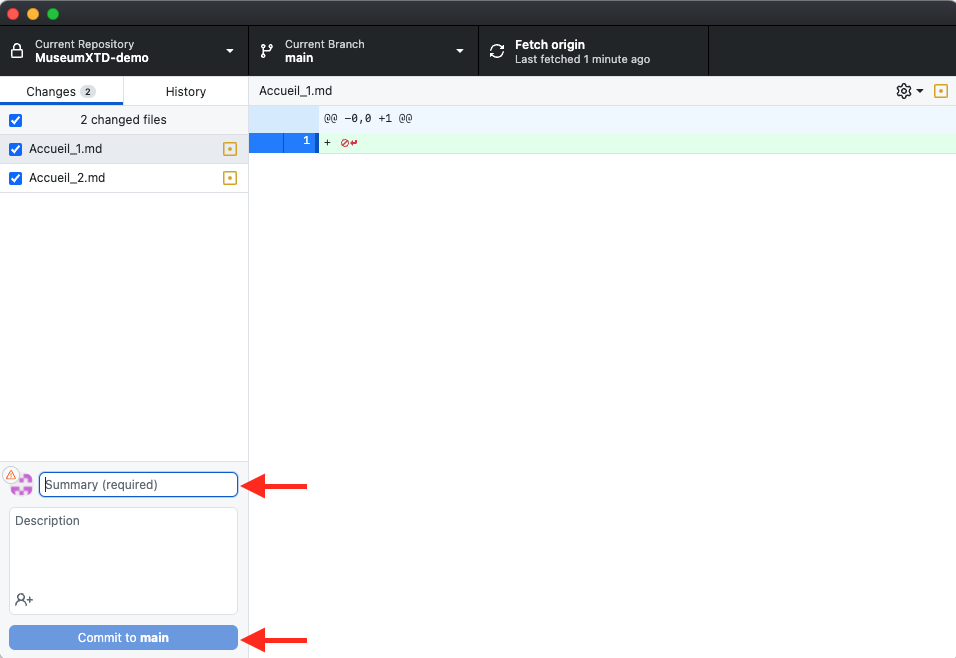 Current Repository
MuseumXTD-demo
Current Branch
main
Fetch origin
Last fetched 1 minute ago
Changes 2
History
Accueil_1.md
2 changed files
@@ -0,0 +1 @@
Accueil_1.md
1 +
Accueil_2.md
Summary (required)
Description
Commit to main